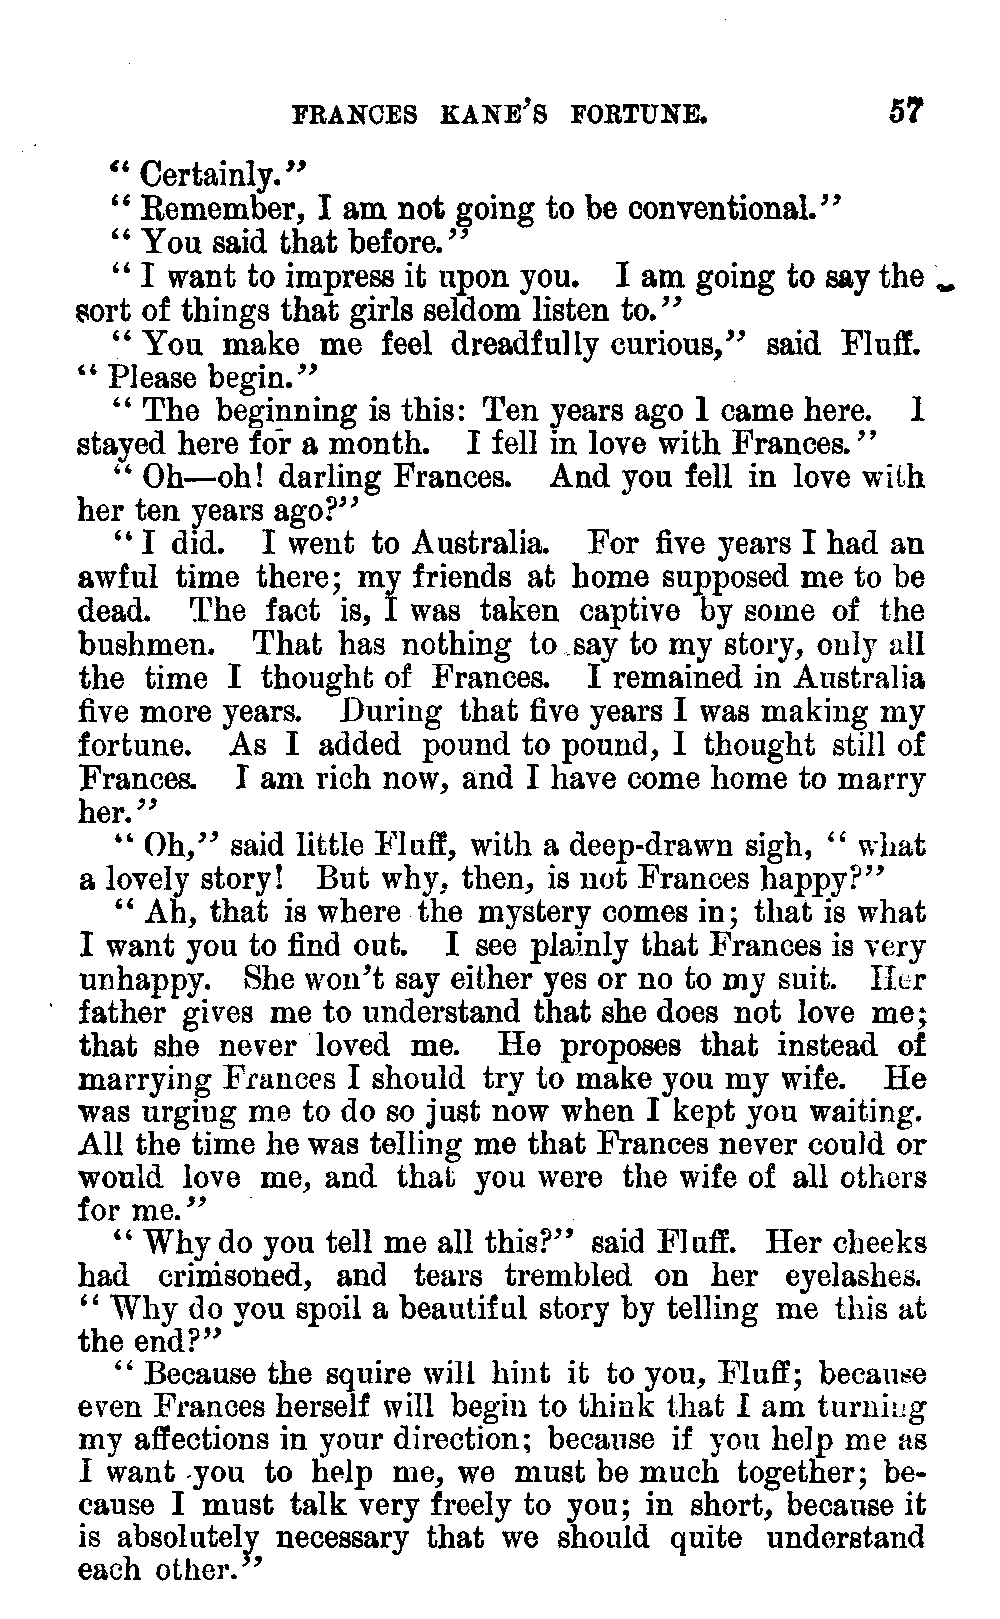 FRANCES KANE'S FORTUNE. 57
"Certainly."
"Remember, I am not going to be conventional."
"You said that before."
"I want to impress it upon you. I am going to say the
sort of things that girls seldom listen to."
"You make me feel dreadfully curious," said Fluff.
"Please begin."
"The beginning is this: Ten years ago I came here. I
stayed here for a month. I fell in love with Frances."
"Oh—oh! darling Frances. And you fell in love with
her ten years ago?"
"I did. I went to Australia. For five years I had an
awful time there; my friends at home supposed me to be
dead. The fact is, I was taken captive by some of the
bushmen. That has nothing to say to my story, only all
the time I thought of Frances. I remained in Australia
five more years. During that five years I was making my
fortune. As I added pound to pound, I thought still of
Frances. I am rich now, and I have come home to marry
her."
"Oh," said little Fluff, with a deep-drawn sigh, "what
a lovely story! But why, then, is not Frances happy?"
"Ah, that is where the mystery comes in; that is what
I want you to find out. I see plainly that Frances is very
unhappy. She won't say either yes or no to my suit. Her
father gives me to understand that she does not love me;
that she never loved me. He proposes that instead of
marrying Frances I should try to make you my wife. He
was urging me to do so just now when I kept you waiting.
All the time he was telling me that Frances never could or
would love me, and that you were the wife of all others
for me."
"Why do you tell me all this?" said Fluff. Her cheeks
had crimsoned, and tears trembled on her eyelashes.
"Why do you spoil a beautiful story by telling me this at
the end?"
"Because the squire will hint it to you, Fluff; because
even Frances herself will begin to think that I am turning
my affections in your direction; because if you help me as
I want you to help me, we must be much together; be-
cause I must talk very freely to you; in short, because it
is absolutely necessary that we should quite understand
each other."